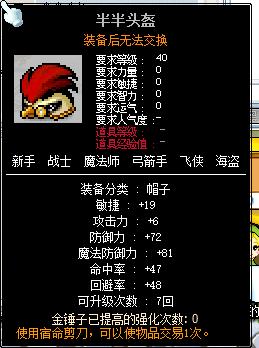 半半头盔
装备后无法交换
要求等级： 40
要求力量： 0
要求敏捷： 0
要求智力： 0
要求运气： 0
要求人气度：-
道具等级： -
道具经验值： -
新手 战士 魔法师 弓箭手 飞侠 海盗
装备分类 ： 帽子
敏捷 ： +19
攻击力 ： +6
防御力 ： +72
魔法防御力 ： +81
命中率 ： +47
回避率 ： +48
可升级次数 ： 7回
金锤子已提高的强化次数: 0
使用宿命剪刀，可以使物品交易1次。